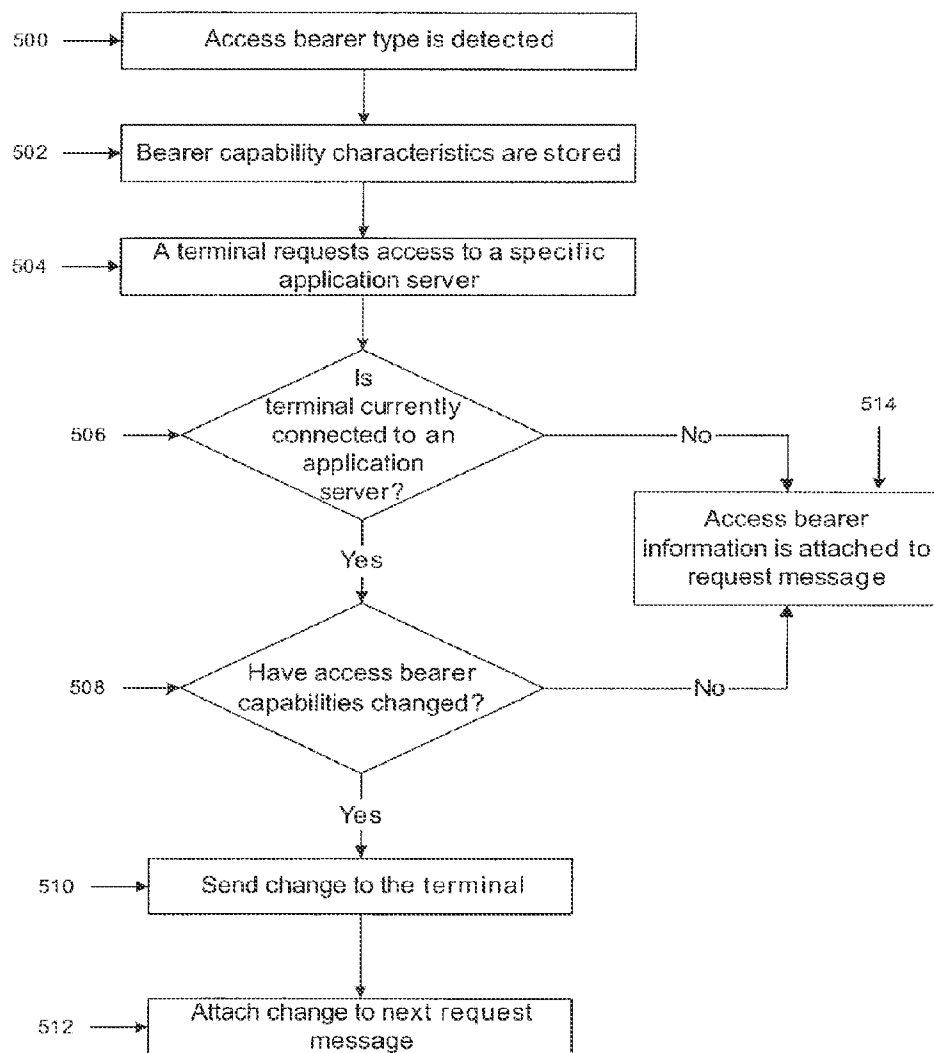 500
Access bearer type is detected
502
Bearer capability characteristics are stored
504
A terminal requests access to a specific
application server
Is
terminal currently
connected to an
application
server?
506
No
514
Access bearer
information is attached to
request message
Yes
Have access bearer
capabilities changed?
508
No
Yes
510
Send change to the terminal
512
Attach change to next request
message